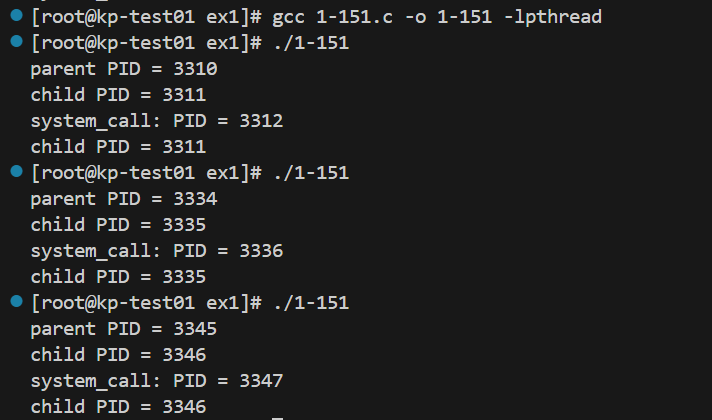 [root@kp-test01 ex1]# gcc 1-151.c -o 1-151 -lpthread
[root@kp-test01 ex1]# ./1-151
parent PID = 3310
child PID = 3311
system_call: PID = 3312
child PID = 3311
[root@kp-test01 ex1]# ./1-151
parent PID = 3334
child PID = 3335
system_call: PID = 3336
child PID = 3335
[root@kp-test01 ex1]# ./1-151
parent PID = 3345
child PID = 3346
system_call: PID = 3347
child PID = 3346